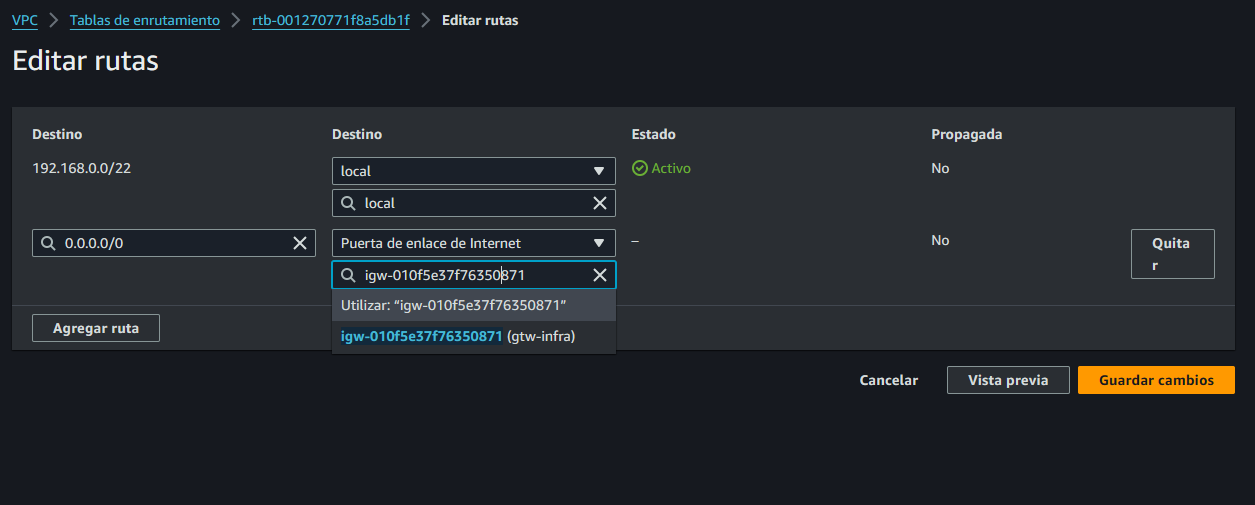 VPC > Tablas de enrutamiento > rtb-001270771f8a5db1f > Editar rutas
Editar rutas
Destino Destino Estado Propagada
192.168.0.0/22 local Activo No
local
0.0.0.0/0 Puerta de enlace de Internet – No Quita
r
igw-010f5e37f76350871
Utilizar: “igw-010f5e37f76350871”
Agregar ruta
igw-010f5e37f76350871 (gtw-infra)
Cancelar Vista previa Guardar cambios